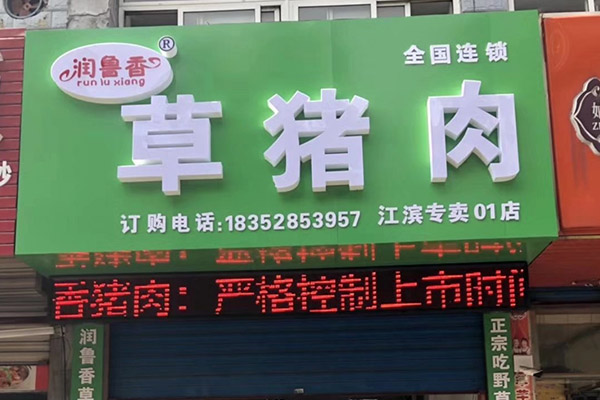 润鲁香®
run lu xiang
全国连锁
草猪肉
订购电话:18352853957 江滨专卖01店
香猪肉：严格控制上市时
润鲁香草
正宗吃野草